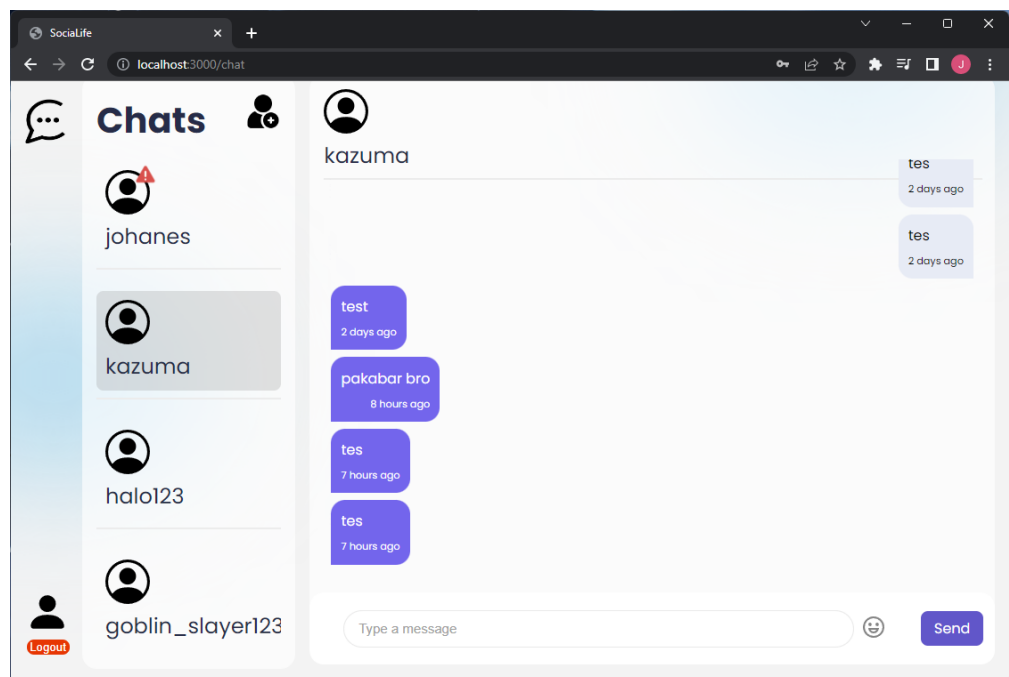 SociaLife
localhost:3000/chat
J
Chats
johanes
kazuma
halo123
goblin_slayer123
Logout
kazuma
tes
2 days ago
tes
2 days ago
test
2 days ago
pakabar bro
8 hours ago
tes
7 hours ago
tes
7 hours ago
Type a message
Send